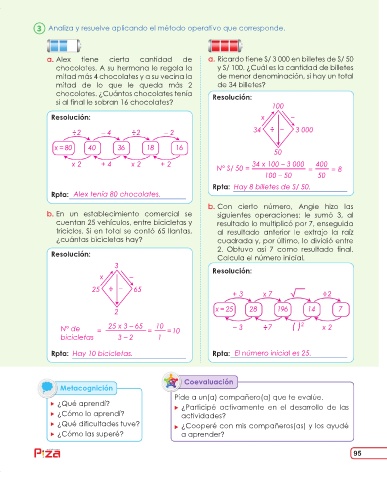 3 Analiza y resuelve aplicando el método operativo que corresponde.
a. Alex tiene cierta cantidad de
chocolates. A su hermana le regala la
mitad más 4 chocolates y a su vecina la
mitad de lo que le queda más 2
chocolates. ¿Cuántos chocolates tenía
si al final le sobran 16 chocolates?
Resolución:
÷2 −4 ÷2 − 2
x = 80 40 36 18 16
x 2 + 4 x 2 + 2
Rpta: Alex tenía 80 chocolates.
b. En un establecimiento comercial se
cuentan 25 vehículos, entre bicicletas y
triciclos. Si en total se contó 65 llantas,
¿cuántas bicicletas hay?
Resolución:
3
x −
25 ÷ − 65
2
N° de
bicicletas = 25 x 3 − 65 / 3 − 2 = 10 / 1 = 10
Rpta: Hay 10 bicicletas.
a. Ricardo tiene S/ 3 000 en billetes de S/ 50
y S/ 100. ¿Cuál es la cantidad de billetes
de menor denominación, si hay un total
de 34 billetes?
Resolución:
100
x −
34 ÷ − 3 000
50
N° S/ 50 = 34 x 100 − 3 000 / 100 − 50 = 400 / 50 = 8
Rpta: Hay 8 billetes de S/ 50.
b. Con cierto número, Angie hizo las
siguientes operaciones: le sumó 3, al
resultado lo multiplicó por 7, enseguida
al resultado anterior le extrajo la raíz
cuadrada y, por último, lo dividió entre
2. Obtuvo así 7 como resultado final.
Calcula el número inicial.
Resolución:
+ 3 x 7 √ ÷2
x = 25 28 196 14 7
− 3 ÷7 ( )² x 2
Rpta: El número inicial es 25.
Metacognición
▸ ¿Qué aprendí?
▸ ¿Cómo lo aprendí?
▸ ¿Qué dificultades tuve?
▸ ¿Cómo las superé?
Coevaluación
Pide a un(a) compañero(a) que te evalúe.
▸ ¿Participé activamente en el desarrollo de las
actividades?
▸ ¿Cooperé con mis compañeros(as) y los ayudé
a aprender?
95